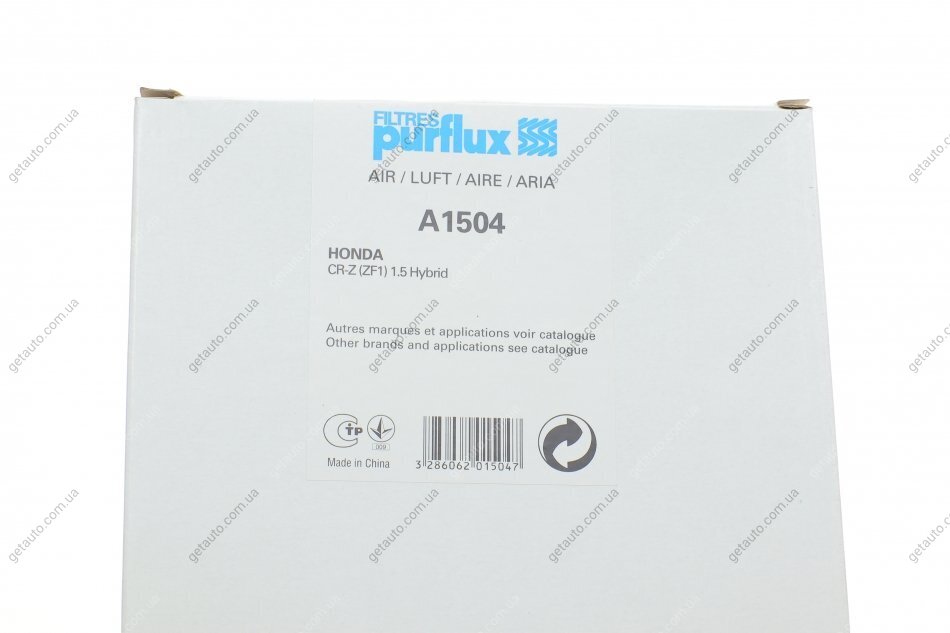 FILTRES
purflux
AIR / LUFT / AIRE / ARIA
A1504
HONDA
CR-Z (ZF1) 1.5 Hybrid
Autres marques et applications voir catalogue
Other brands and applications see catalogue
009
Made in China
3 286062 015047
getauto.com.ua